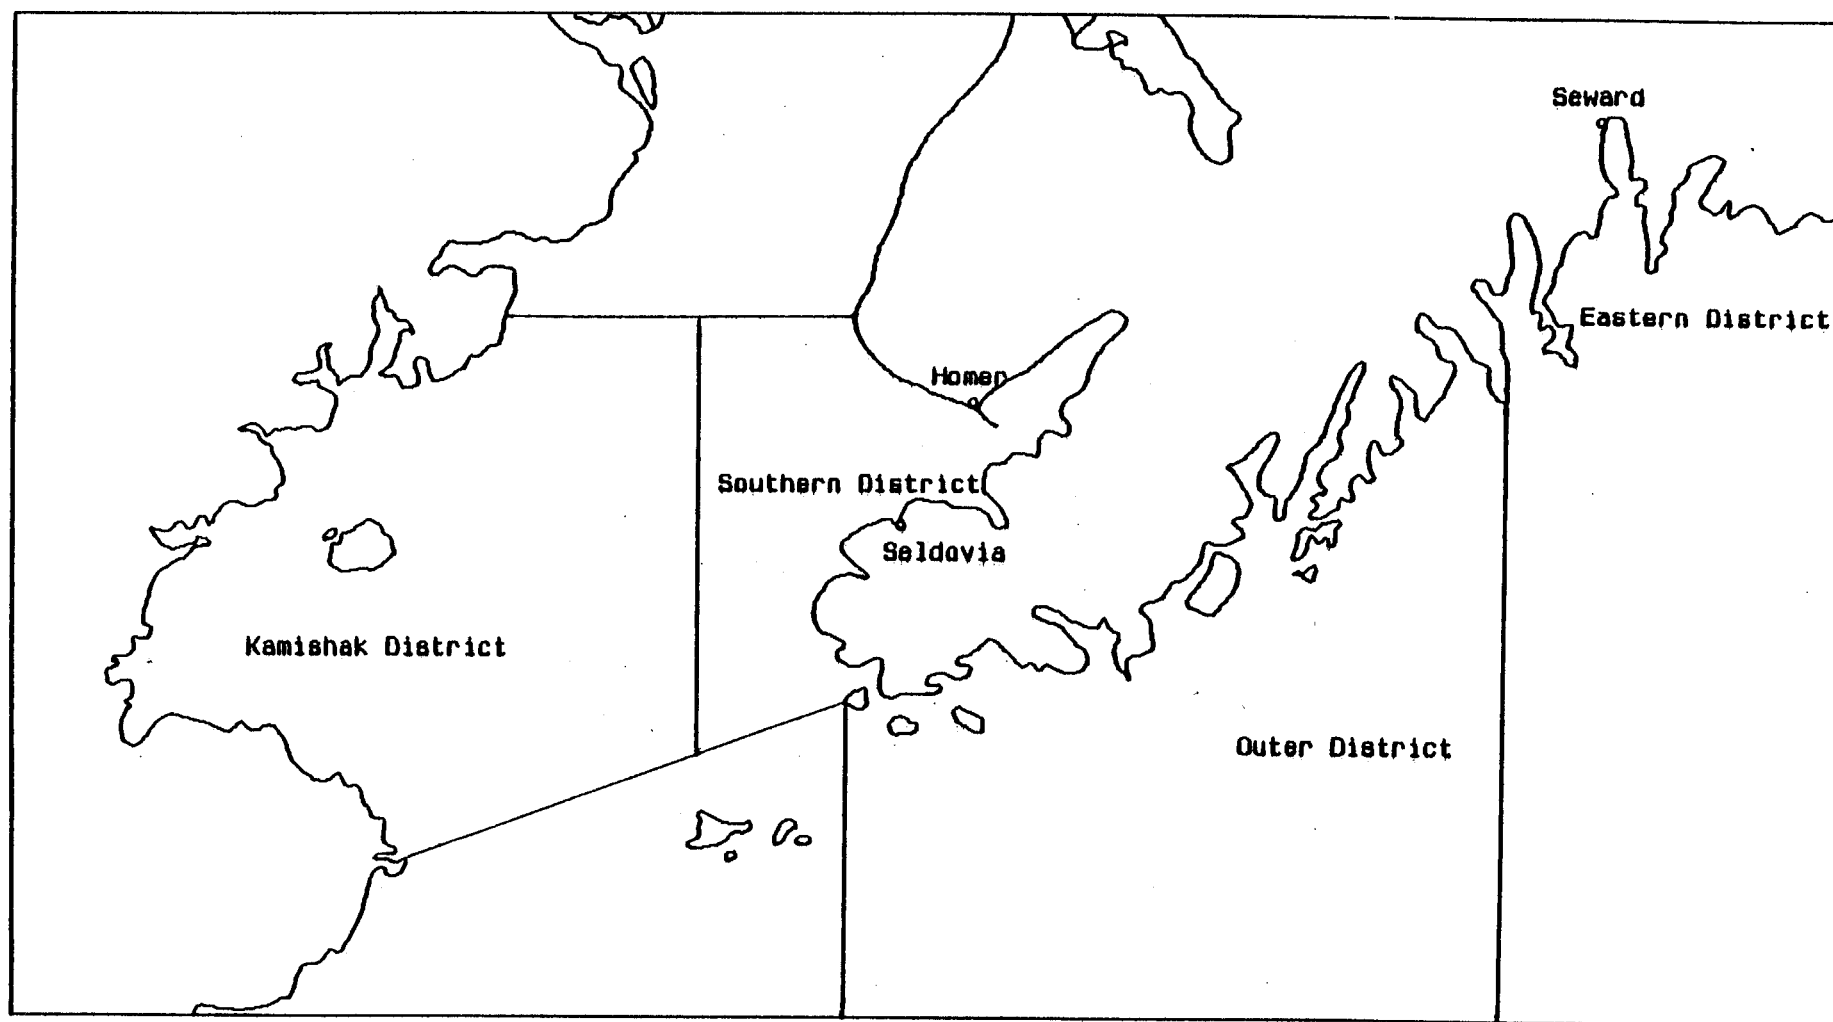 Seward
Eastern District
Homer
Southern District
Seldovia
Kamishak District
Outer District